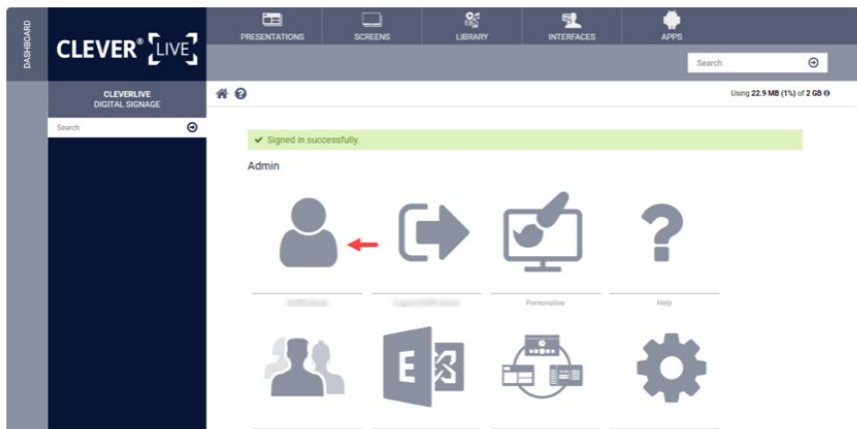 DASHBOARD
CLEVER® [LIVE]
PRESENTATIONS
SCREENS
LIBRARY
INTERFACES
APPS
Search
CLEVERLIVE
DIGITAL SIGNAGE
Using 22.9 MB (1%) of 2 GB
Search
Signed in successfully.
Admin
Personalise
Help
E